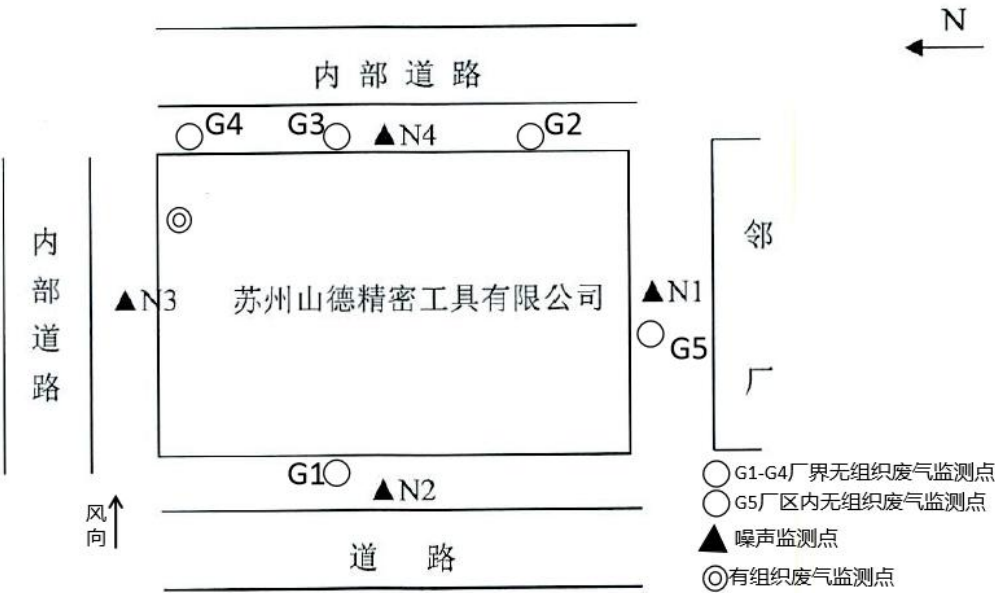 N
内部道路
G4
G3
N4
G2
内部道路
邻厂
N3
苏州山德精密工具有限公司
N1
G5
G1
N2
G1-G4厂界无组织废气监测点
G5厂区内无组织废气监测点
风向
噪声监测点
道 路
有组织废气监测点